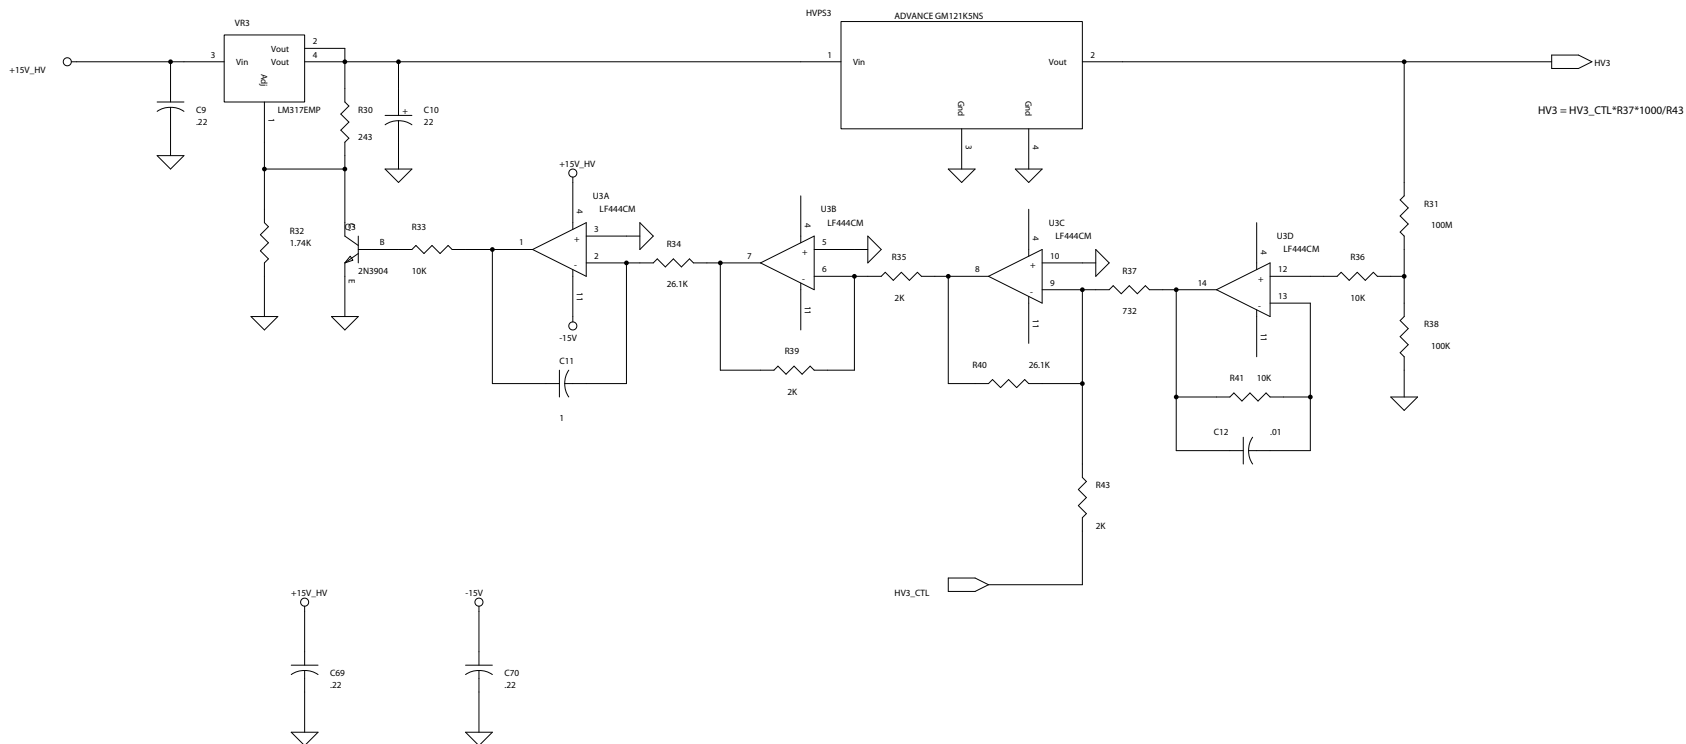 HVPS3
ADVANCE GM121K5NS
VR3
2
1
2
Vout
3
4
Vin
Vout
Vin
Vout
+15V_HV
HV3
Adj
C9
LM317EMP
R30
C10
Gnd
Gnd
HV3 = HV3_CTL*R37*1000/R43
.22
+
22
1
243
3
4
+15V_HV
U3A
4
LF444CM
U3B
R31
LF444CM
U3C
100M
4
LF444CM
U3D
R32
R33
3
4
LF444CM
1.74K
B
1
+
R34
5
4
2
7
+
10
R36
-
R35
4
2N3904
10K
6
8
+
R37
12
E
26.1K
-
9
14
+
11
2K
-
13
10K
11
732
-
R38
-15V
11
11
100K
C11
R39
R40
26.1K
2K
R41
10K
1
C12
.01
R43
2K
+15V_HV
-15V
HV3_CTL
C69
C70
.22
.22